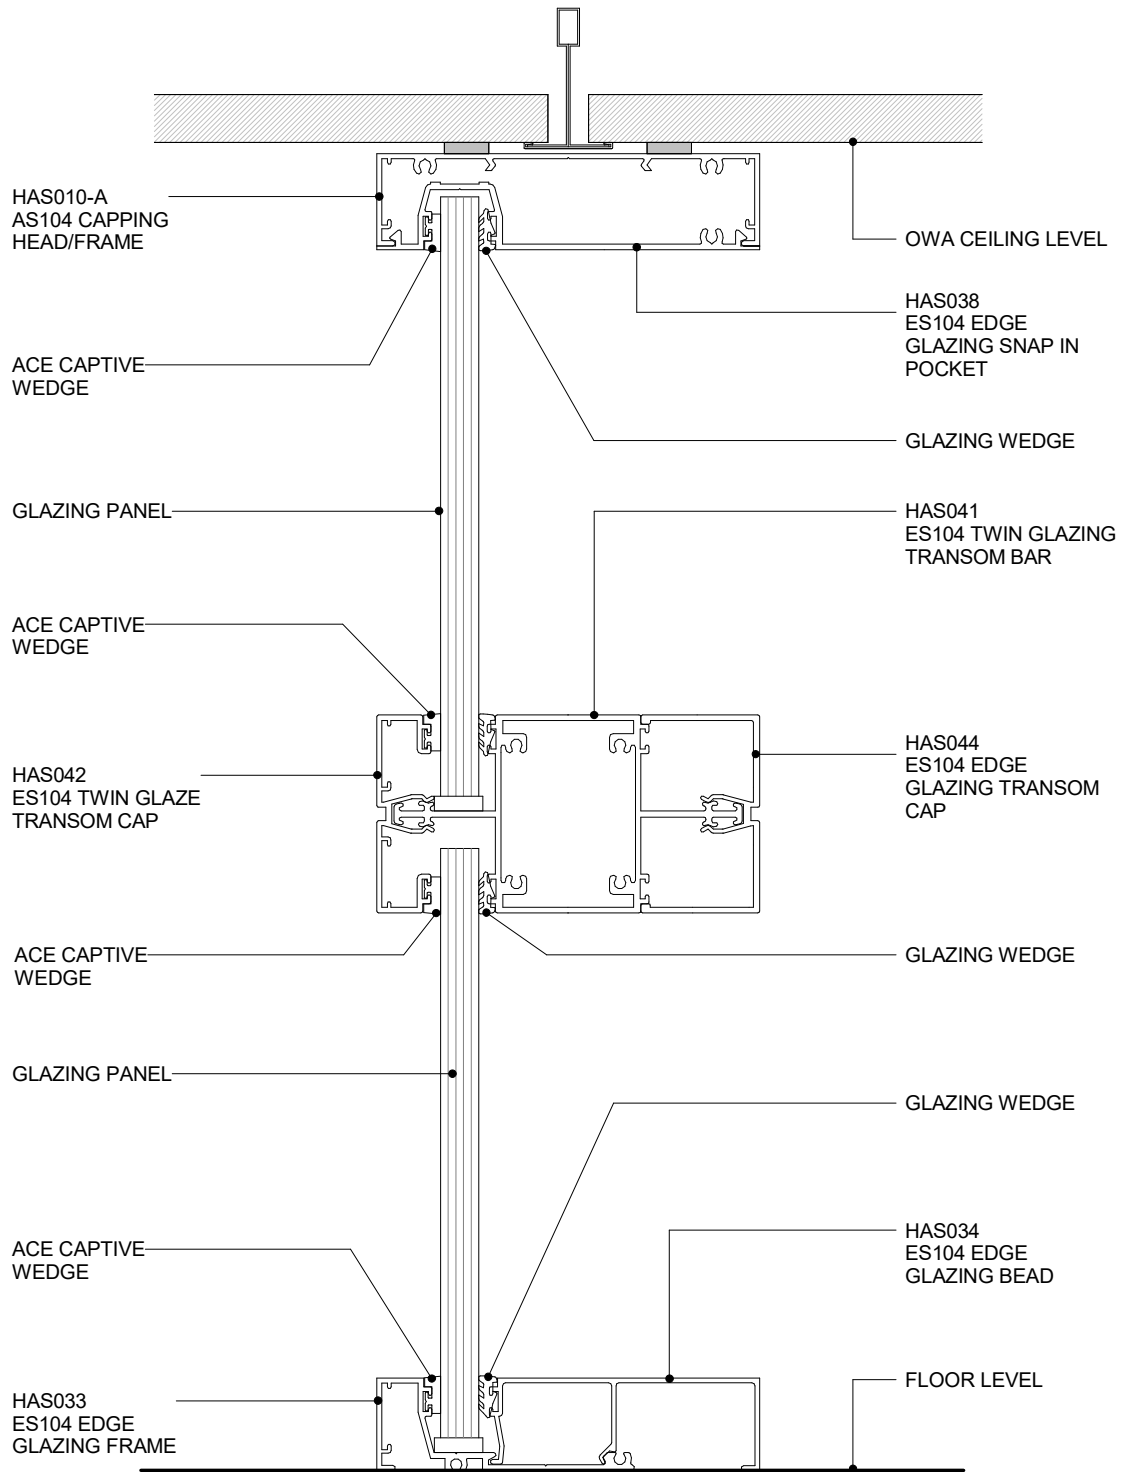 HAS010-A
AS104 CAPPING
HEAD/FRAME
OWA CEILING LEVEL
HAS038
ES104 EDGE
GLAZING SNAP IN
POCKET
ACE CAPTIVE
WEDGE
GLAZING WEDGE
GLAZING PANEL
HAS041
ES104 TWIN GLAZING
TRANSOM BAR
ACE CAPTIVE
WEDGE
HAS042
ES104 TWIN GLAZE
TRANSOM CAP
HAS044
ES104 EDGE
GLAZING TRANSOM
CAP
ACE CAPTIVE
WEDGE
GLAZING WEDGE
GLAZING PANEL
GLAZING WEDGE
ACE CAPTIVE
WEDGE
HAS034
ES104 EDGE
GLAZING BEAD
HAS033
ES104 EDGE
GLAZING FRAME
FLOOR LEVEL